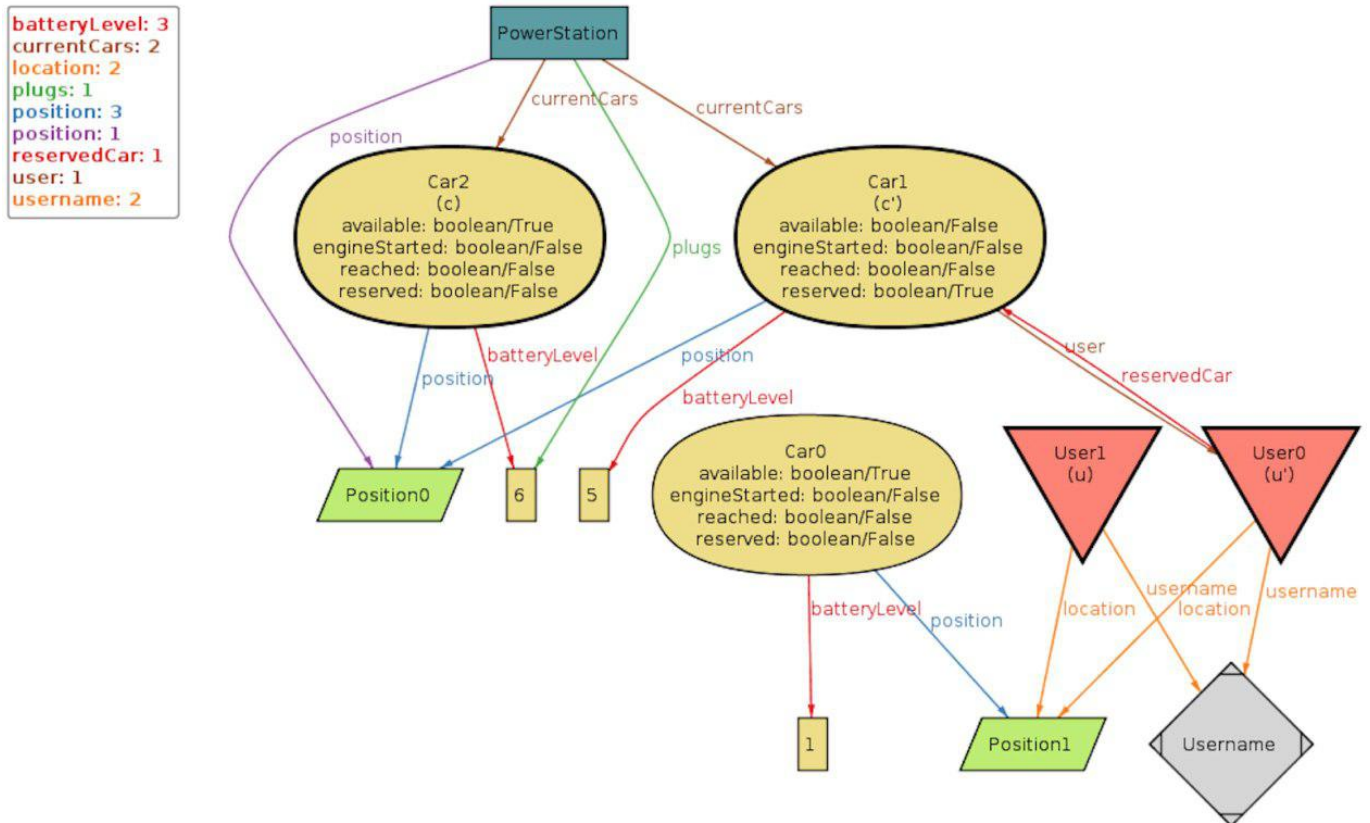 batteryLevel: 3
currentCars: 2
location: 2
plugs: 1
position: 3
position: 1
reservedCar: 1
user: 1
username: 2
PowerStation
currentCars
currentCars
position
Car2
(c)
available: boolean/True
engineStarted: boolean/False
reached: boolean/False
reserved: boolean/False
plugs
Car1
(c')
available: boolean/False
engineStarted: boolean/False
reached: boolean/False
reserved: boolean/True
user
batteryLevel
position
position
reservedCar
batteryLevel
Position0
6
5
Car0
available: boolean/True
engineStarted: boolean/False
reached: boolean/False
reserved: boolean/False
User1
(u)
User0
(u')
batteryLevel
position
location
username
location
username
1
Position1
Username